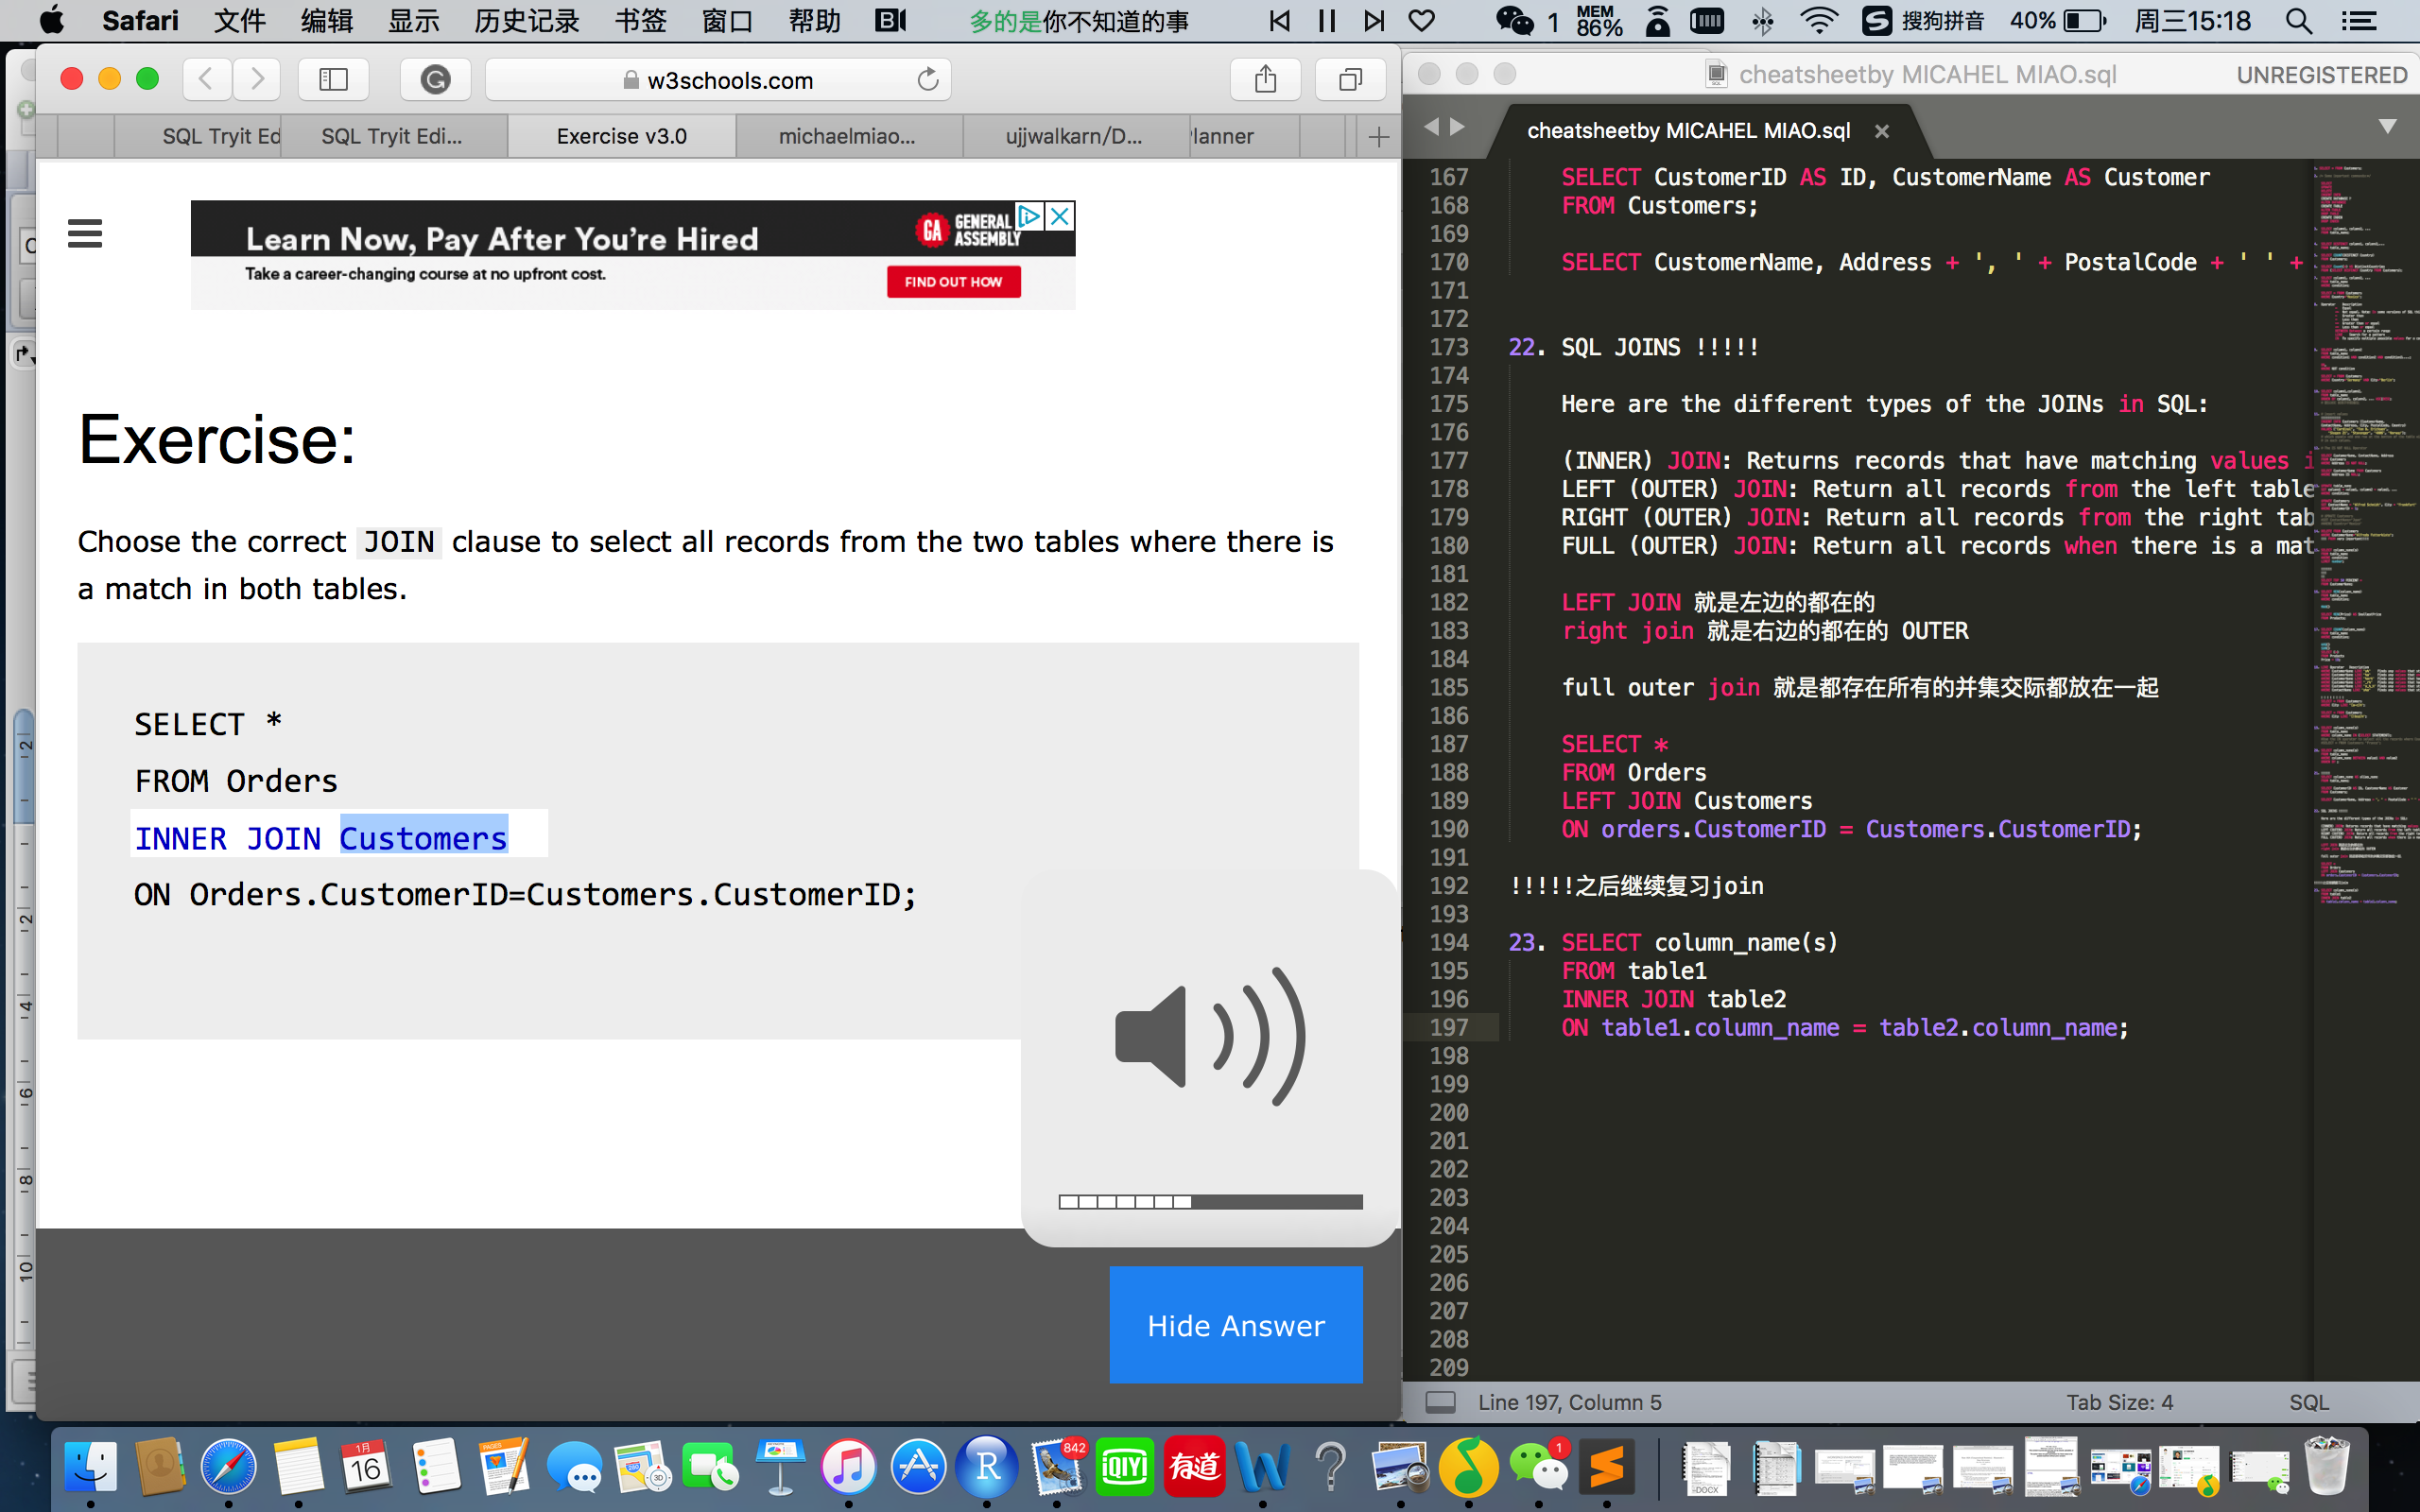 Safari 文件 编辑 显示 历史记录 书签 窗口 帮助 多的是你不知道的事 1 MEM 86% 搜狗拼音 40% 周三15:18
w3schools.com
SQL Tryit Ed SQL Tryit Edi... Exercise v3.0 michaelmiao... ujjwalkarn/D... lanner
Learn Now, Pay After You’re Hired
Take a career-changing course at no upfront cost.
GA GENERAL ASSEMBLY
FIND OUT HOW
Exercise:
Choose the correct JOIN clause to select all records from the two tables where there is
a match in both tables.
SELECT *
FROM Orders
INNER JOIN Customers
ON Orders.CustomerID=Customers.CustomerID;
Hide Answer
cheatsheetby MICAHEL MIAO.sql UNREGISTERED
cheatsheetby MICAHEL MIAO.sql
167 SELECT CustomerID AS ID, CustomerName AS Customer
168 FROM Customers;
169
170 SELECT CustomerName, Address + ', ' + PostalCode + ' ' +
171
172
173 22. SQL JOINS !!!!!
174
175 Here are the different types of the JOINs in SQL:
176
177 (INNER) JOIN: Returns records that have matching values i
178 LEFT (OUTER) JOIN: Return all records from the left table
179 RIGHT (OUTER) JOIN: Return all records from the right tab
180 FULL (OUTER) JOIN: Return all records when there is a mat
181
182 LEFT JOIN 就是左边的都在的
183 right join 就是右边的都在的 OUTER
184
185 full outer join 就是都存在所有的并集交际都放在一起
186
187 SELECT *
188 FROM Orders
189 LEFT JOIN Customers
190 ON orders.CustomerID = Customers.CustomerID;
191
192 !!!!!之后继续复习join
193
194 23. SELECT column_name(s)
195 FROM table1
196 INNER JOIN table2
197 ON table1.column_name = table2.column_name;
198
199
200
201
202
203
204
205
206
207
208
209
Line 197, Column 5 Tab Size: 4 SQL
2
2
4
6
8
10
1月 16
PAGES
842
iQIYI
有道
1
DOCX